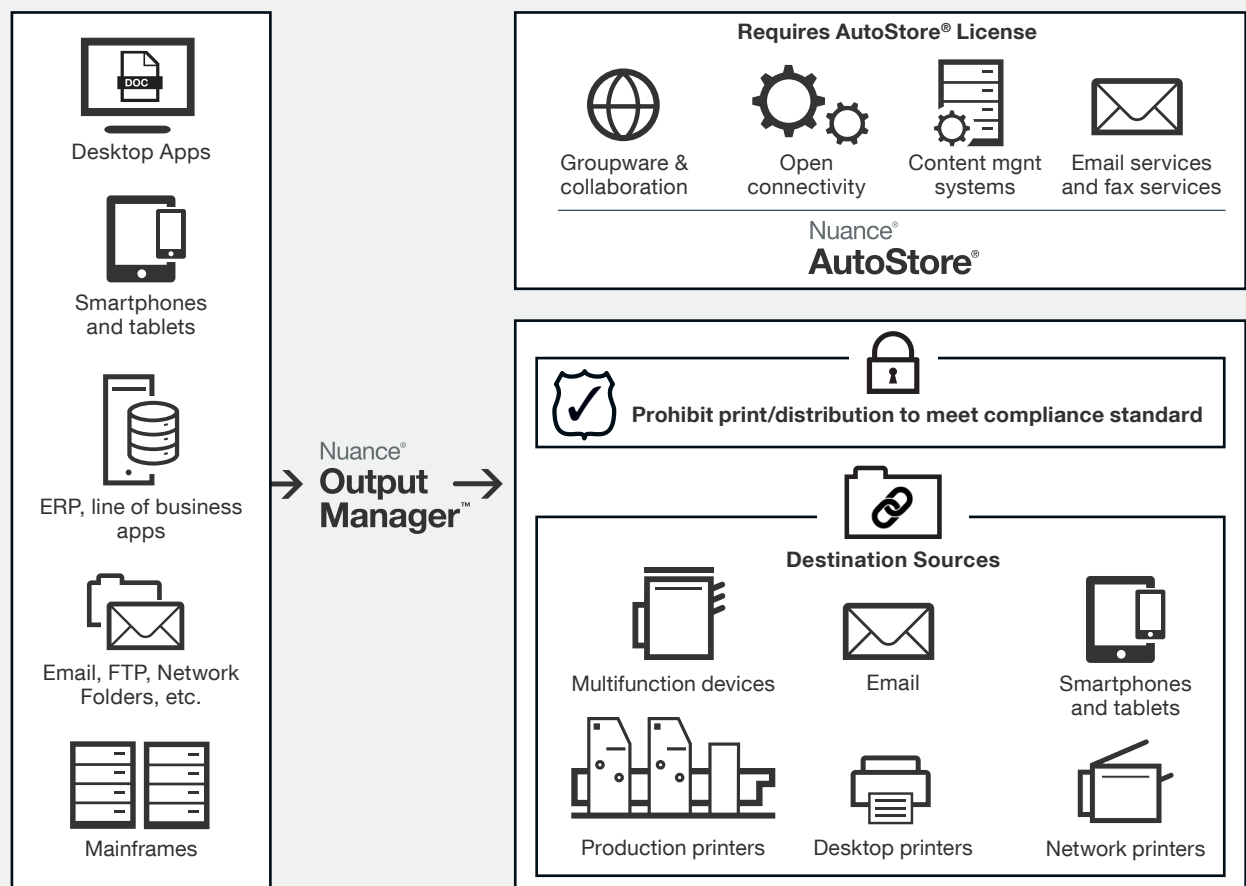 DOC
Desktop Apps
Smartphones
and tablets
ERP, line of business
apps
Email, FTP, Network
Folders, etc.
Mainframes
Nuance®
Output
Manager™
Requires AutoStore® License
Groupware &
collaboration
Open
connectivity
Content mgnt
systems
Email services
and fax services
Nuance®
AutoStore®
Prohibit print/distribution to meet compliance standard
Destination Sources
Multifunction devices
Email
Smartphones
and tablets
Production printers
Desktop printers
Network printers